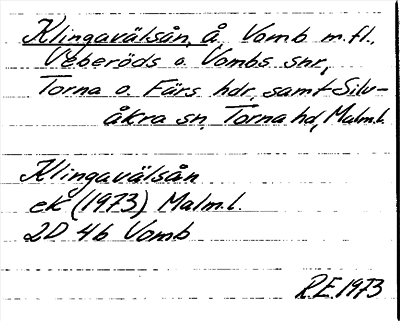 Klingavälsån, å Vomb m.fl.,
Veberöds o. Vombs snr,
Torna o. Färs hdr, samt Silv-
åkra sn, Torna hd, Malm.l.
Klingavälsån
ek (1973) Malm.l.
2D 4b Vomb
R.E. 1973